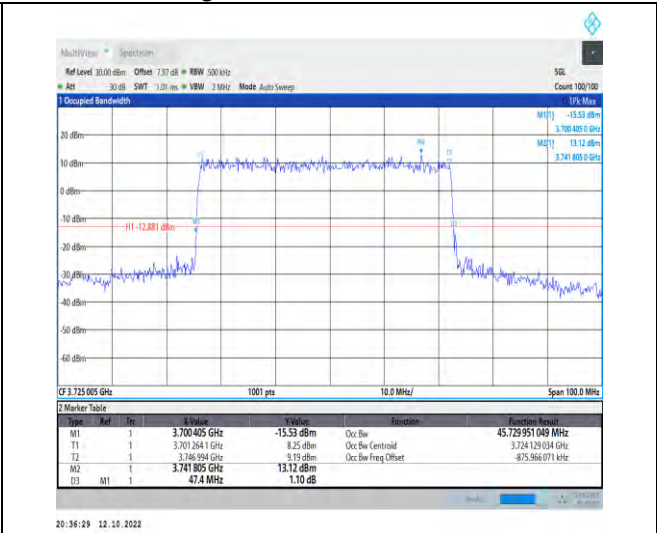 MultiView Spectrum
Ref Level 30.00 dBm Offset 7.97 dB RBW 500 kHz SGL
Att 30 dB SWT 1.01 ms VBW 2 MHz Mode Auto Sweep Count 100/100
1 Occupied Bandwidth 1Pk Max
M1[1] -15.53 dBm
3.700 405 0 GHz
M2[1] 13.12 dBm
3.741 805 0 GHz
20 dBm
M2
10 dBm
0 dBm
-10 dBm
M1
D3
H1 -12.881 dBm
-20 dBm
-30 dBm
-40 dBm
-50 dBm
-60 dBm
CF 3.725 005 GHz 1001 pts 10.0 MHz/ Span 100.0 MHz
2 Marker Table
Type Ref Trc X-Value Y-Value Function Function Result
M1 1 3.700 405 GHz -15.53 dBm Occ Bw 45.729 951 049 MHz
T1 1 3.701 264 1 GHz 8.25 dBm Occ Bw Centroid 3.724 129 034 GHz
T2 1 3.746 994 GHz 9.19 dBm Occ Bw Freq Offset -875.966 071 kHz
M2 1 3.741 805 GHz 13.12 dBm
D3 M1 1 47.4 MHz 1.10 dB
20:36:29 12.10.2022